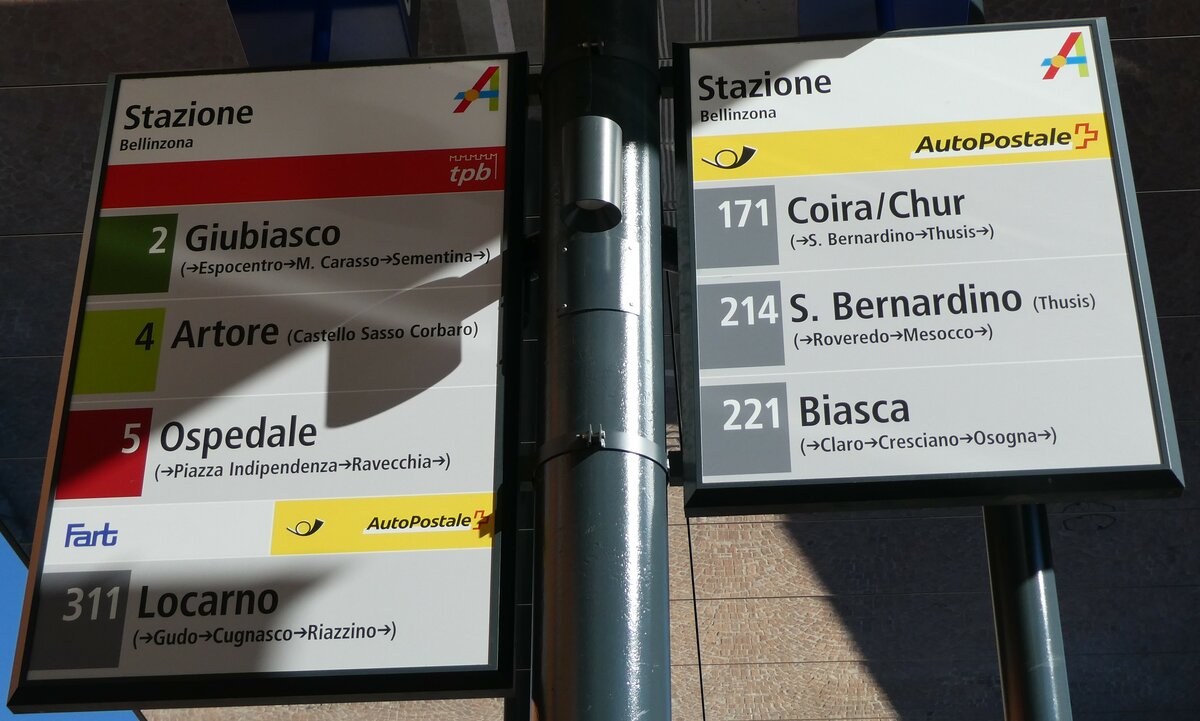 Stazione
Bellinzona
tpb
2 Giubiasco
(→Espocentro→M. Carasso→Sementina→)
4 Artore (Castello Sasso Corbaro)
5 Ospedale
(→Piazza Indipendenza→Ravecchia→)
Fart AutoPostale
311 Locarno
(→Gudo→Cugnasco→Riazzino→)
Stazione
Bellinzona
AutoPostale
171 Coira/Chur
(→S. Bernardino→Thusis→)
214 S. Bernardino (Thusis)
(→Roveredo→Mesocco→)
221 Biasca
(→Claro→Cresciano→Osogna→)